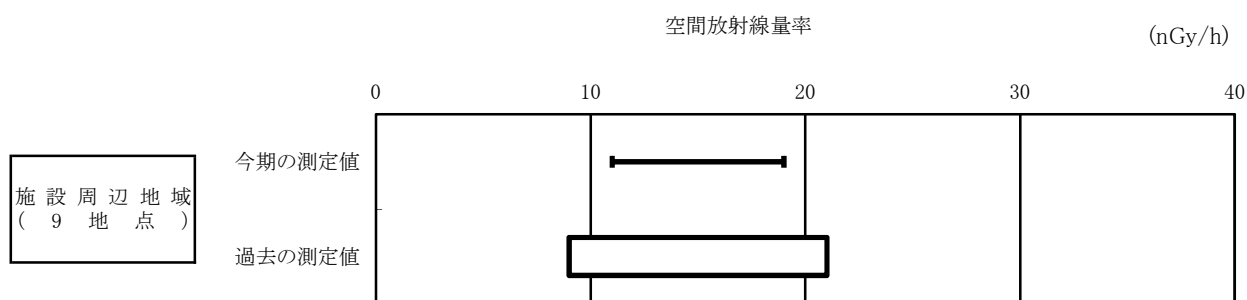 空間放射線量率
(nGy/h)
0 10 20 30 40
今期の測定値
施設周辺地域
(9地点)
過去の測定値